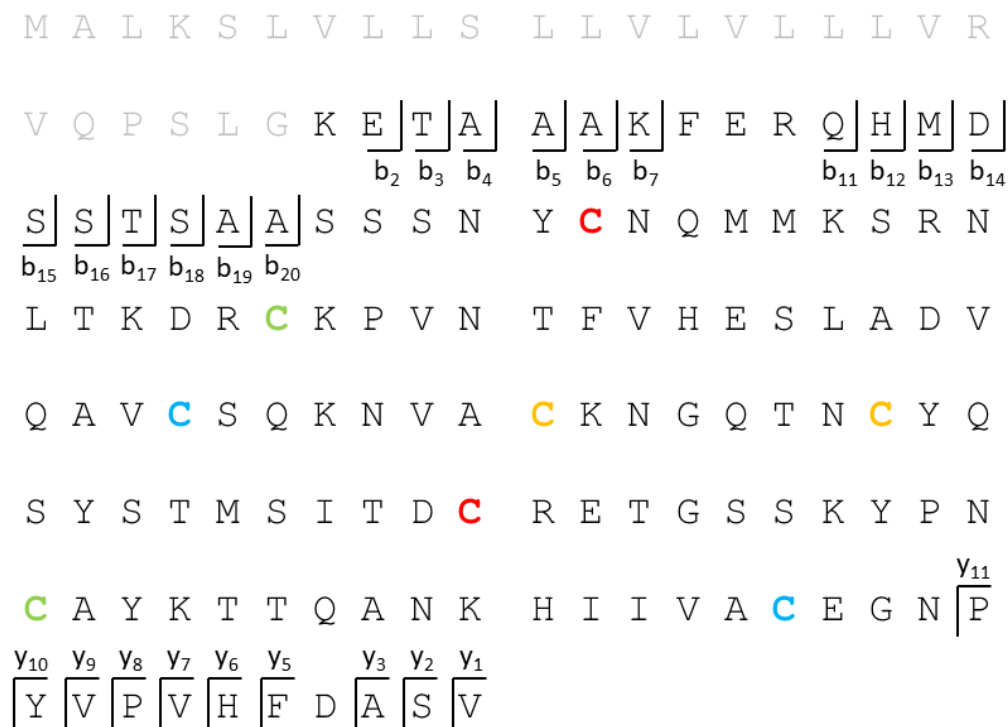 M A L K S L V L L S L L V L V L L L V R
V Q P S L G K E T A A A K F E R Q H M D
b2 b3 b4 b5 b6 b7 b11 b12 b13 b14
S S T S A A S S S N Y C N Q M M K S R N
b15 b16 b17 b18 b19 b20
L T K D R C K P V N T F V H E S L A D V
Q A V C S Q K N V A C K N G Q T N C Y Q
S Y S T M S I T D C R E T G S S K Y P N
y11
C A Y K T T Q A N K H I I V A C E G N P
y10 y9 y8 y7 y6 y5 y3 y2 y1
Y V P V H F D A S V